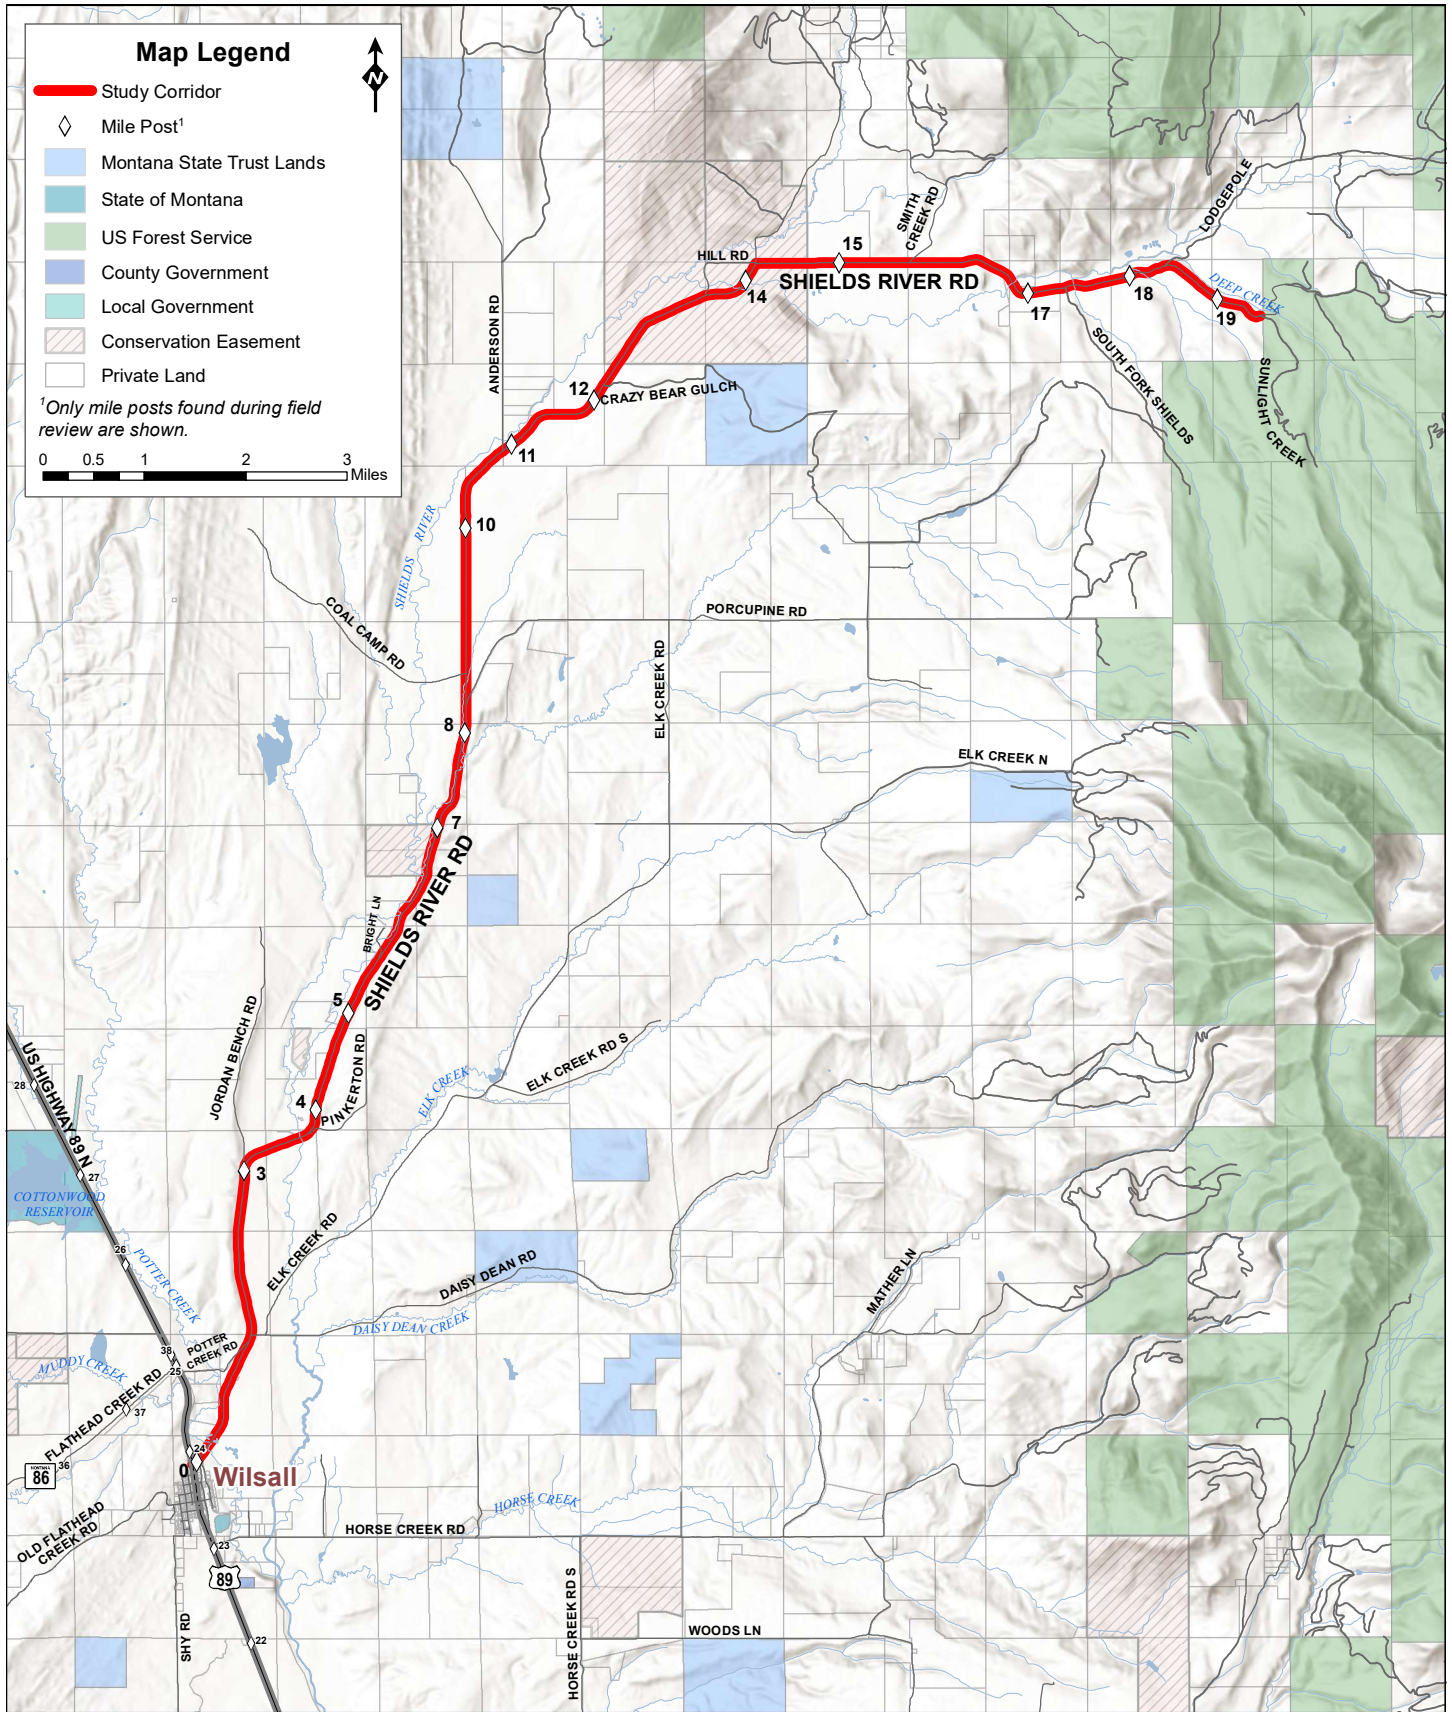 Map Legend
N
Study Corridor
Mile Post1
Montana State Trust Lands
State of Montana
US Forest Service
County Government
Local Government
Conservation Easement
Private Land
1Only mile posts found during field
review are shown.
0 0.5 1 2 3
Miles
LODGEPOLE
SMITH
CREEK RD
15
HILL RD
14
SHIELDS RIVER RD
17
18
DEEP CREEK
19
ANDERSON RD
SOUTH FORK SHIELDS
SUNLIGHT CREEK
12
CRAZY BEAR GULCH
11
10
SHIELDS RIVER
COAL CAMP RD
PORCUPINE RD
ELK CREEK RD
8
ELK CREEK N
7
SHIELDS RIVER RD
BRIGHT LN
5
JORDAN BENCH RD
PINKERTON RD
4
ELK CREEK
ELK CREEK RD S
US HIGHWAY 89 N
28
27
COTTONWOOD
RESERVOIR
3
26
POTTER CREEK
ELK CREEK RD
DAISY DEAN RD
DAISY DEAN CREEK
MATHER LN
38
POTTER
CREEK RD
25
MUDDY CREEK
FLATHEAD CREEK RD
37
24
0
Wilsall
MONTANA
86
36
OLD FLATHEAD
CREEK RD
HORSE CREEK
HORSE CREEK RD
23
89
SHY RD
22
HORSE CREEK RD S
WOODS LN